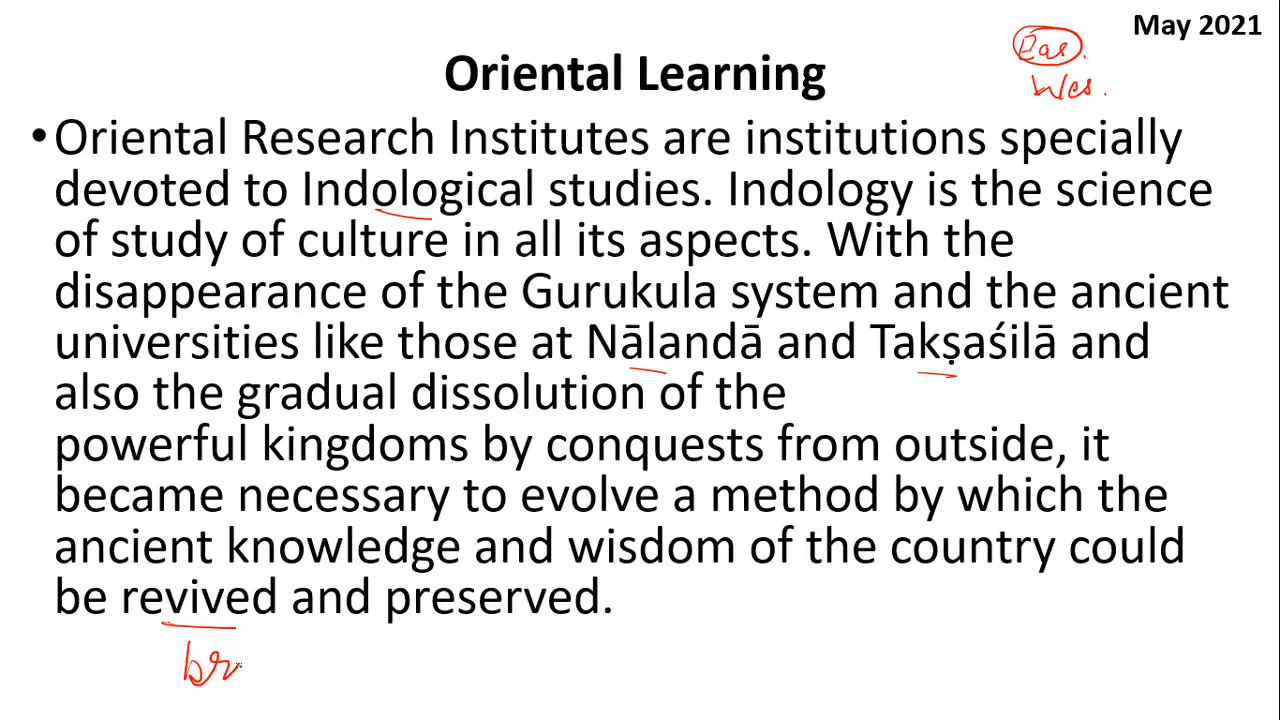 May 2021
Eas.
Wes.
Oriental Learning
• Oriental Research Institutes are institutions specially
devoted to Indological studies. Indology is the science
of study of culture in all its aspects. With the
disappearance of the Gurukula system and the ancient
universities like those at Nālandā and Takṣaśilā and
also the gradual dissolution of the
powerful kingdoms by conquests from outside, it
became necessary to evolve a method by which the
ancient knowledge and wisdom of the country could
be revived and preserved.
br